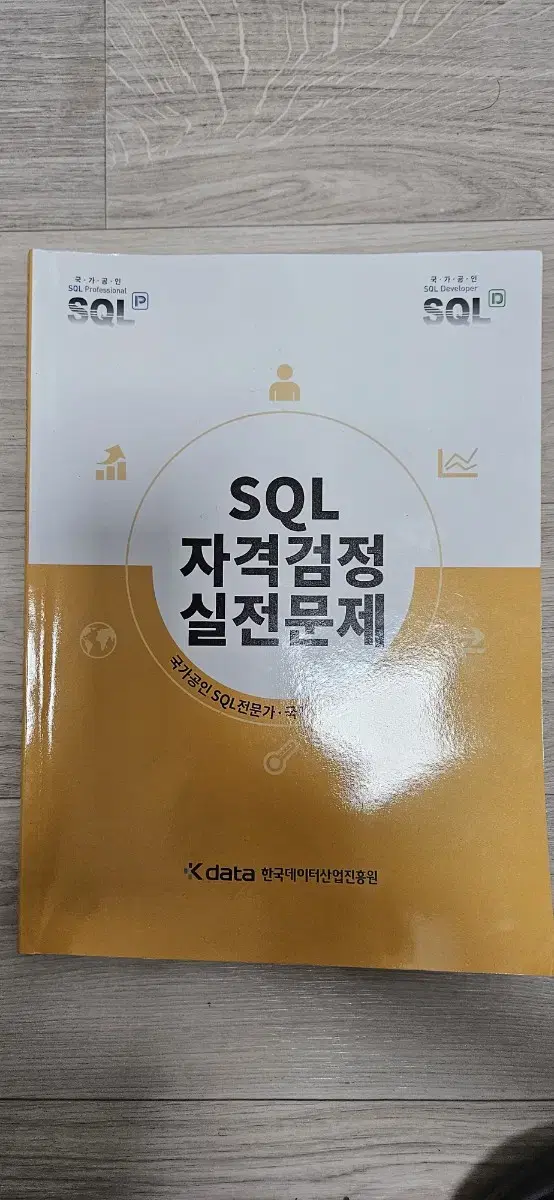 국·가·공·인
SQL Professional
SQL P
국·가·공·인
SQL Developer
SQL D
SQL
자격검정
실전문제
국가공인 SQL전문가·국
Kdata 한국데이터산업진흥원